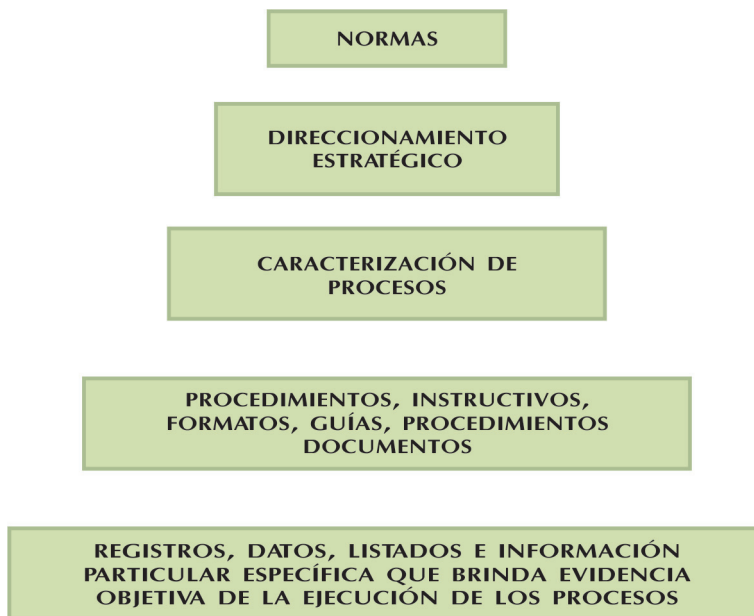 NORMAS
DIRECCIONAMIENTO
ESTRATÉGICO
CARACTERIZACIÓN DE
PROCESOS
PROCEDIMIENTOS, INSTRUCTIVOS,
FORMATOS, GUÍAS, PROCEDIMIENTOS
DOCUMENTOS
REGISTROS, DATOS, LISTADOS E INFORMACIÓN
PARTICULAR ESPECÍFICA QUE BRINDA EVIDENCIA
OBJETIVA DE LA EJECUCIÓN DE LOS PROCESOS